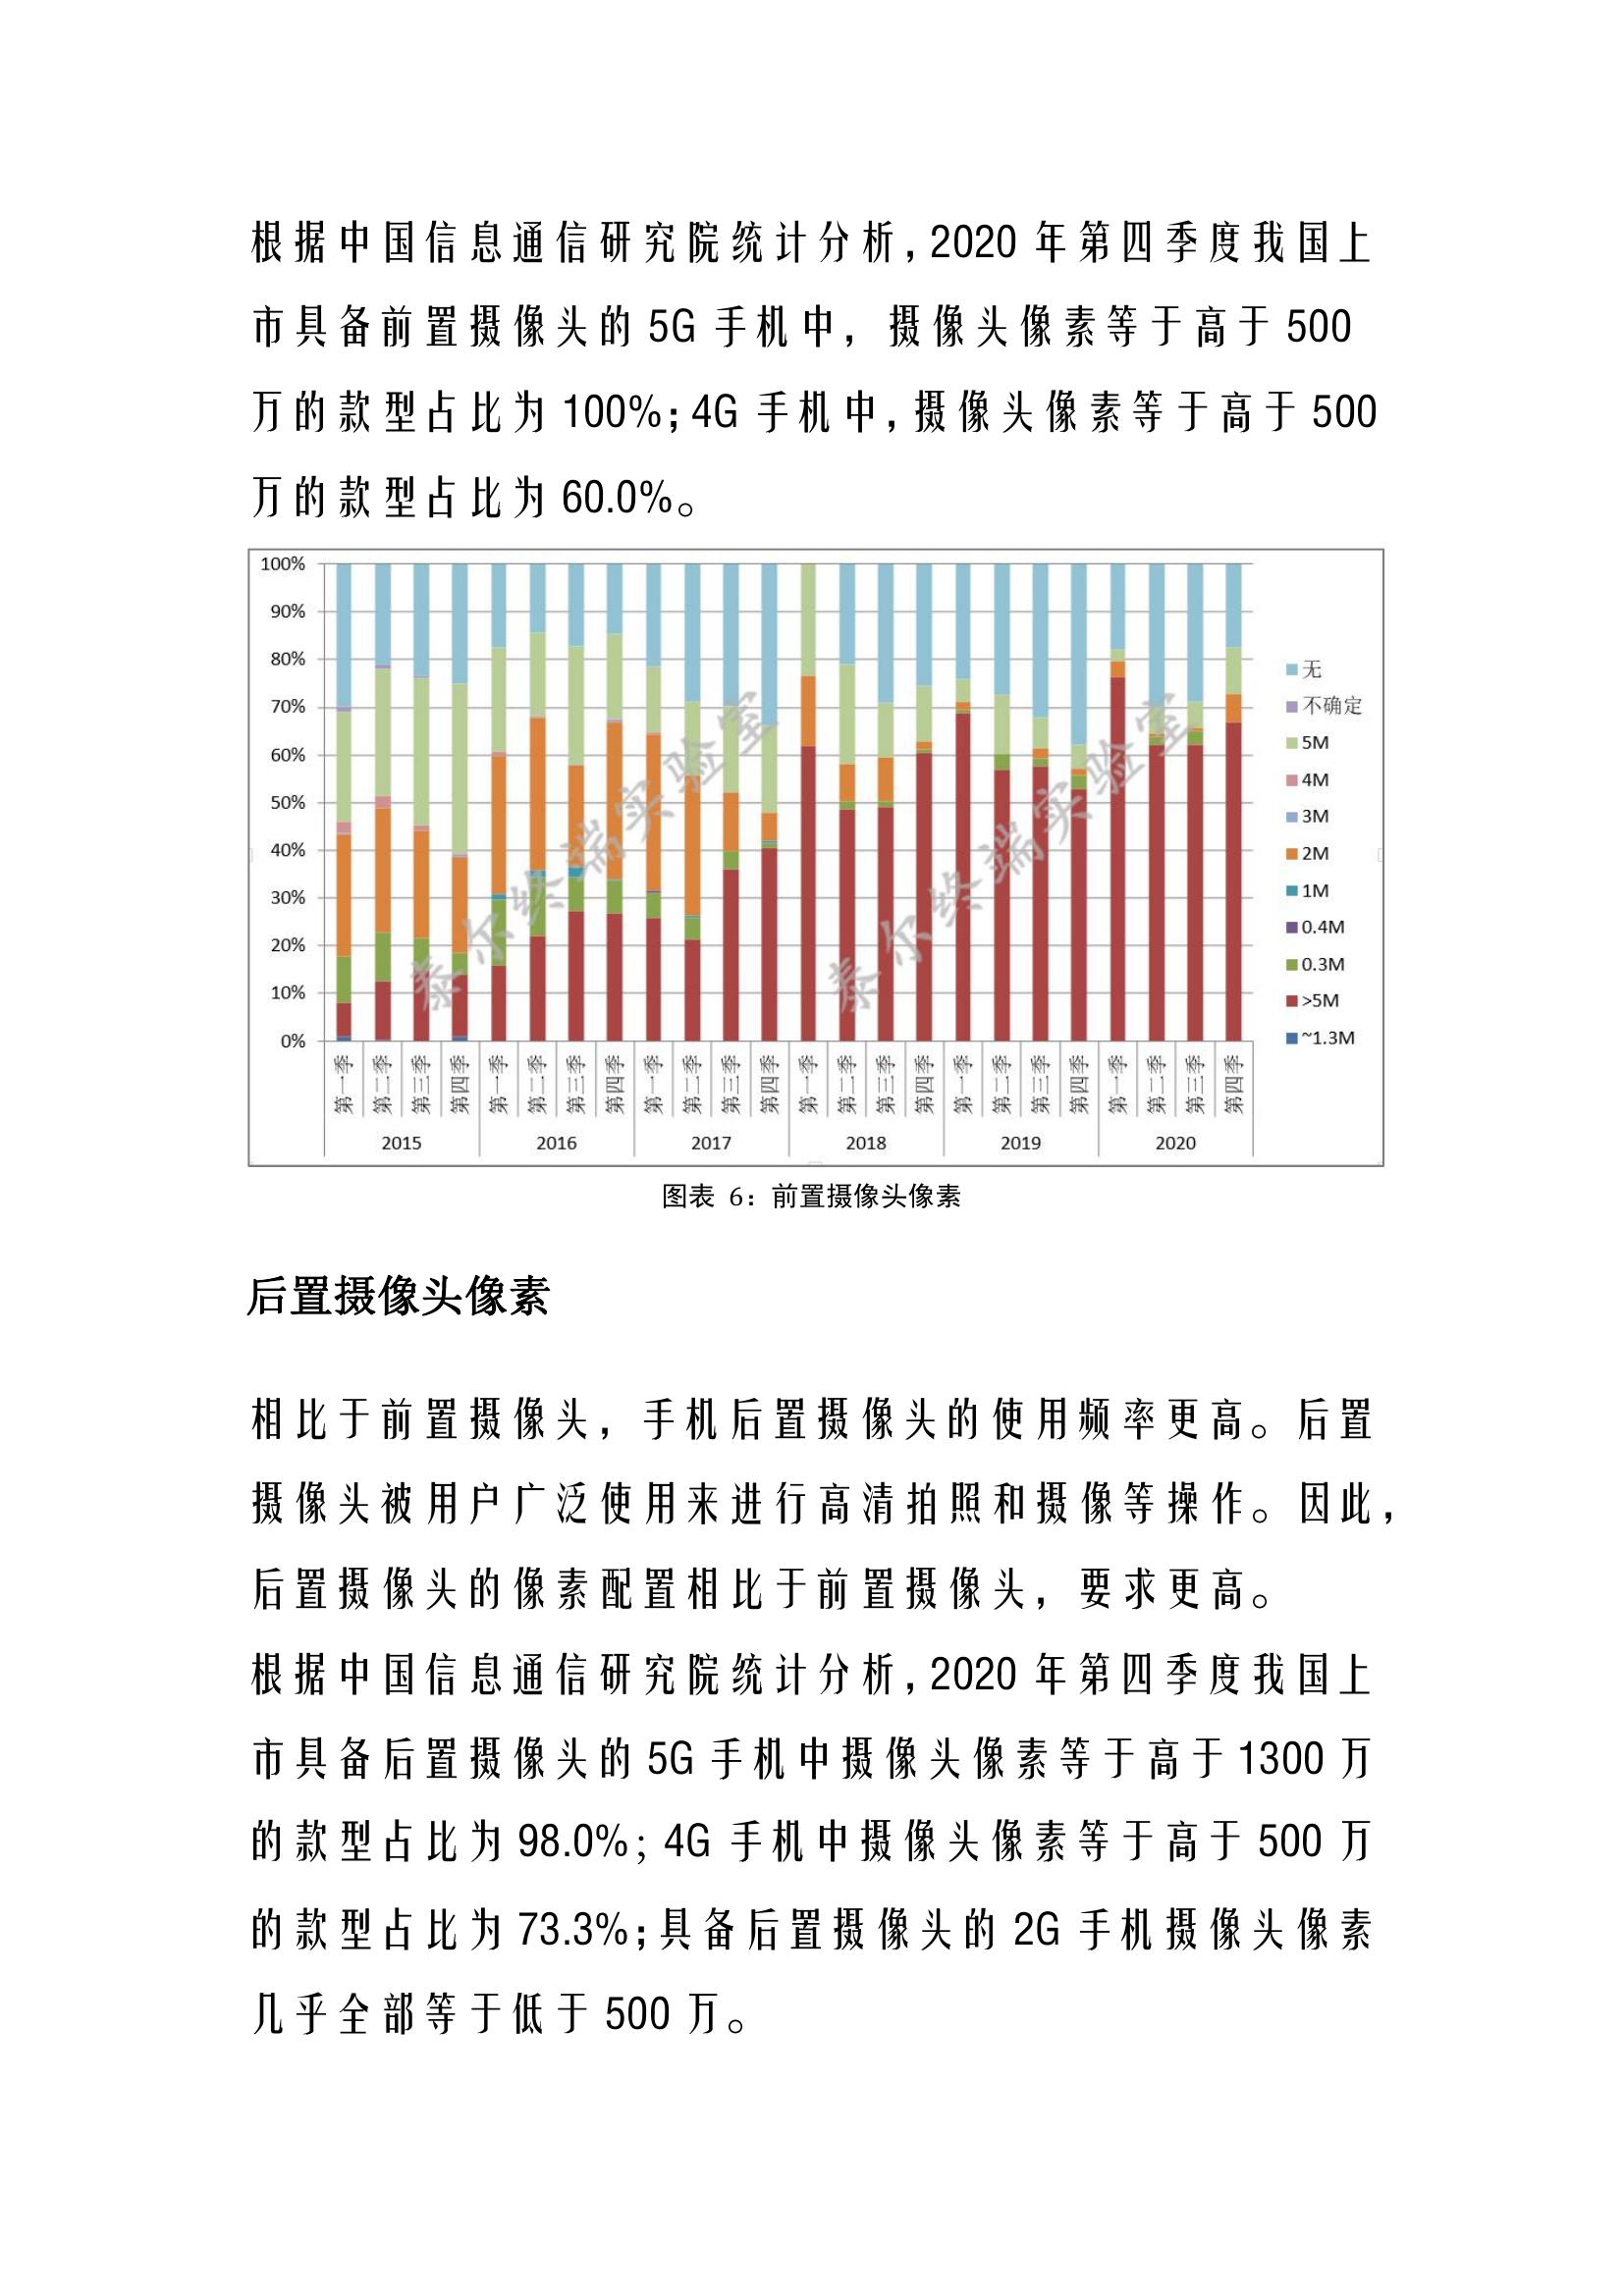 根据中国信息通信研究院统计分析,2020 年第四季度我国上
市具备前置摄像头的 5G 手机中，摄像头像素等于高于 500
万的款型占比为 100%;4G 手机中,摄像头像素等于高于 500
万的款型占比为 60.0%。
100%
90%
80%
70%
60%
50%
40%
30%
20%
10%
0%
无
不确定
5M
4M
3M
2M
1M
0.4M
0.3M
>5M
~1.3M
泰尔终端实验室
泰尔终端实验室
第一季 第二季 第三季 第四季 第一季 第二季 第三季 第四季 第一季 第二季 第三季 第四季 第一季 第二季 第三季 第四季 第一季 第二季 第三季 第四季 第一季 第二季 第三季 第四季
2015 2016 2017 2018 2019 2020
图表 6：前置摄像头像素
后置摄像头像素
相比于前置摄像头，手机后置摄像头的使用频率更高。后置
摄像头被用户广泛使用来进行高清拍照和摄像等操作。因此，
后置摄像头的像素配置相比于前置摄像头，要求更高。
根据中国信息通信研究院统计分析,2020 年第四季度我国上
市具备后置摄像头的 5G 手机中摄像头像素等于高于 1300 万
的款型占比为 98.0%；4G 手机中摄像头像素等于高于 500 万
的款型占比为 73.3%;具备后置摄像头的 2G 手机摄像头像素
几乎全部等于低于 500 万。